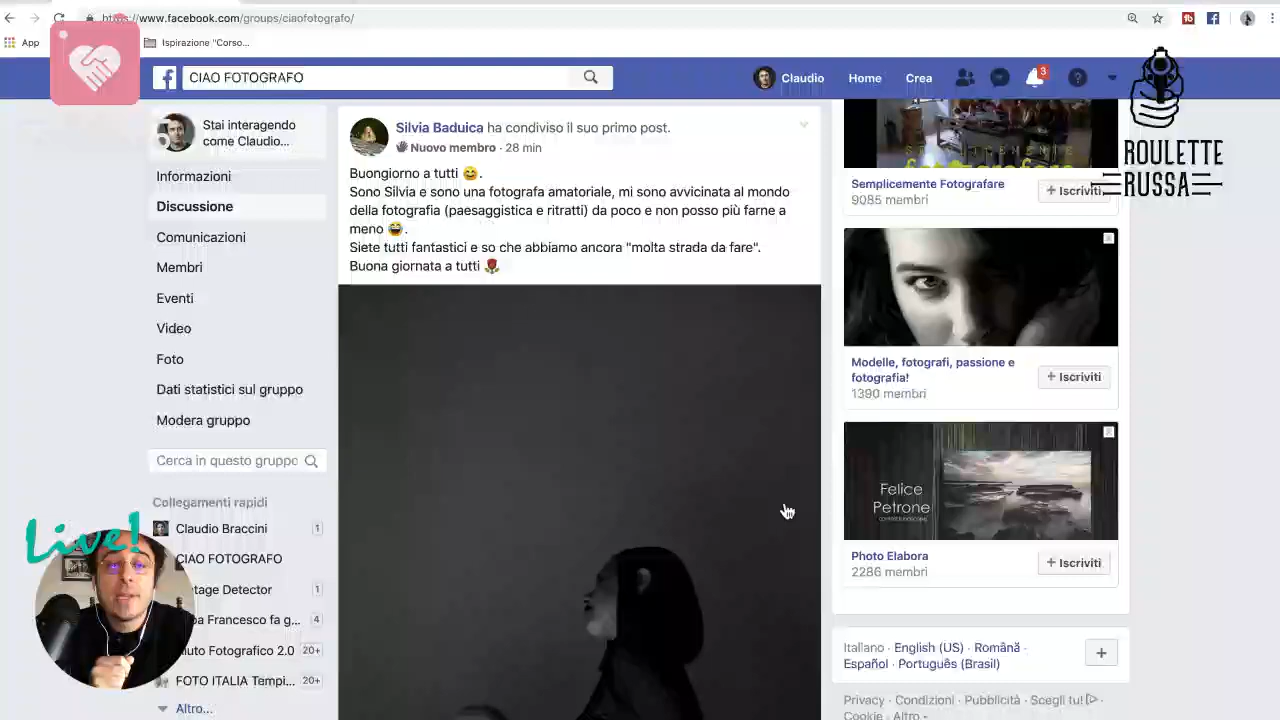 https://www.facebook.com/groups/ciaofotografo/
App
Ispirazione "Corso...
CIAO FOTOGRAFO
Claudio
Home
Crea
3
ROULETTE
RUSSA
Stai interagendo
come Claudio...
Informazioni
Discussione
Comunicazioni
Membri
Eventi
Video
Foto
Dati statistici sul gruppo
Modera gruppo
Cerca in questo gruppo
Collegamenti rapidi
Claudio Braccini 1
CIAO FOTOGRAFO
tage Detector 1
Francesco fa g... 4
uto Fotografico 2.0 20+
FOTO ITALIA Tempi... 20+
Altro...
Live!
Silvia Baduica ha condiviso il suo primo post.
Nuovo membro · 28 min
Buongiorno a tutti 😅.
Sono Silvia e sono una fotografa amatoriale, mi sono avvicinata al mondo
della fotografia (paesaggistica e ritratti) da poco e non posso più farne a
meno 😂.
Siete tutti fantastici e so che abbiamo ancora "molta strada da fare".
Buona giornata a tutti 🌹
Semplicemente Fotografare
9085 membri
+ Iscriviti
Modelle, fotografi, passione e
fotografia!
1390 membri
+ Iscriviti
Felice
Petrone
Photo Elabora
2286 membri
+ Iscriviti
Italiano · English (US) · Română ·
Español · Português (Brasil)
Privacy · Condizioni · Pubblicità · Scegli tu! ·
Cookie · Altro